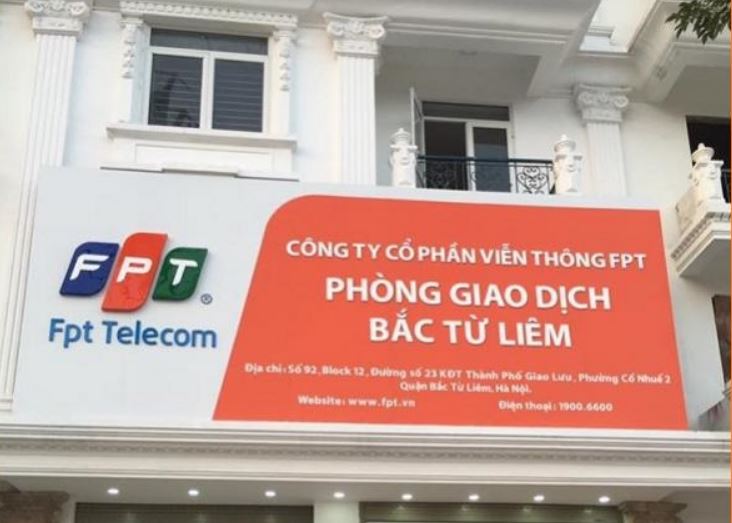 FPT
®
Fpt Telecom
CÔNG TY CỔ PHẦN VIỄN THÔNG FPT
PHÒNG GIAO DỊCH
BẮC TỪ LIÊM
Địa chỉ: Số 92, Block 12, Đường số 23 KĐT Thành Phố Giao Lưu, Phường Cổ Nhuế 2
Quận Bắc Từ Liêm, Hà Nội.
Website: www.fpt.vn
Điện thoại: 1900.6600